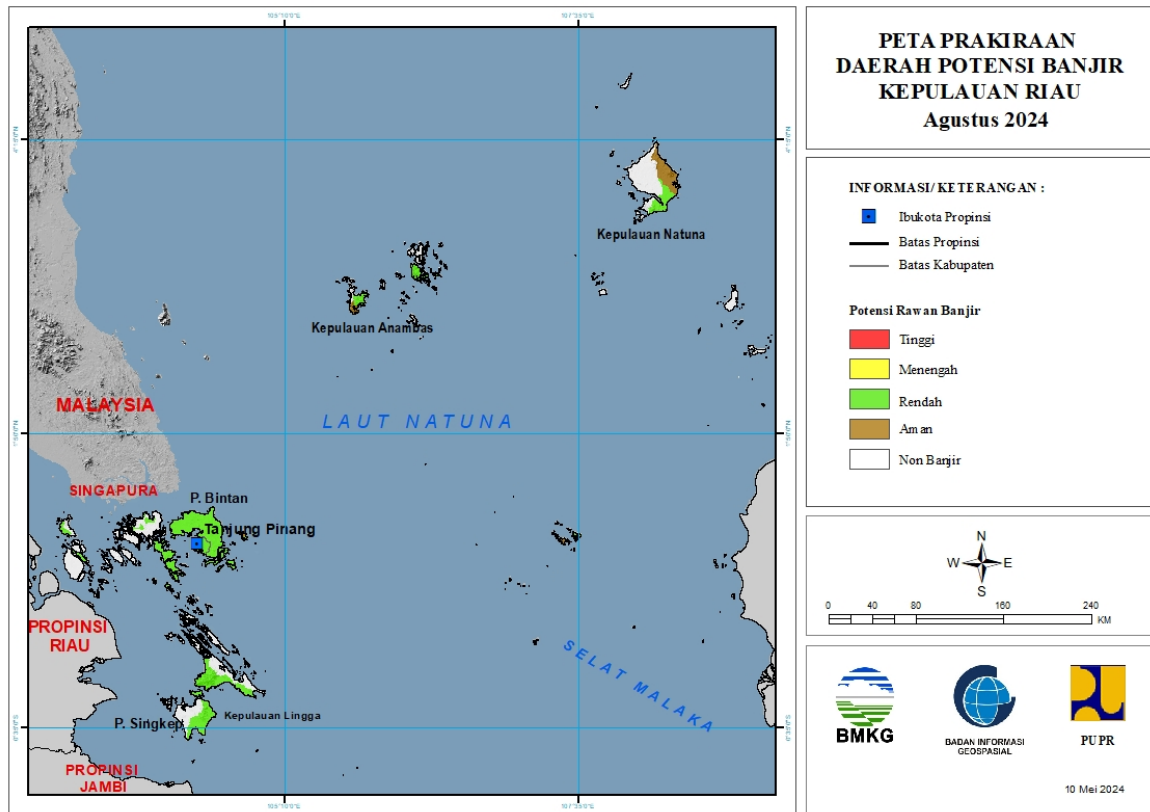 PETA PRAKIRAAN
DAERAH POTENSI BANJIR
KEPULAUAN RIAU
Agustus 2024
INFORMASI/ KETERANGAN :
Ibukota Propinsi
Batas Propinsi
Batas Kabupaten
Potensi Rawan Banjir
Tinggi
Menengah
Rendah
Aman
Non Banjir
N
W E
S
0 40 80 160 240
KM
BMKG
BADAN INFORMASI
GEOSPASIAL
PUPR
10 Mei 2024
Kepulauan Natuna
Kepulauan Anambas
MALAYSIA
LAUT NATUNA
SINGAPURA
P. Bintan
Tanjung Pinang
PROPINSI
RIAU
SELAT MALAKA
P. Singkep
Kepulauan Lingga
PROPINSI
JAMBI